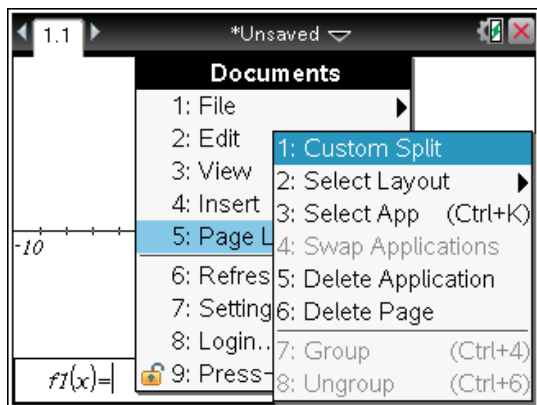 1.1 *Unsaved
Documents
1: File
2: Edit
3: View
4: Insert
5: Page L
6: Refres
7: Setting
8: Login..
9: Press-
1: Custom Split
2: Select Layout
3: Select App (Ctrl+K)
4: Swap Applications
5: Delete Application
6: Delete Page
7: Group (Ctrl+4)
8: Ungroup (Ctrl+6)
-10
f1(x)=